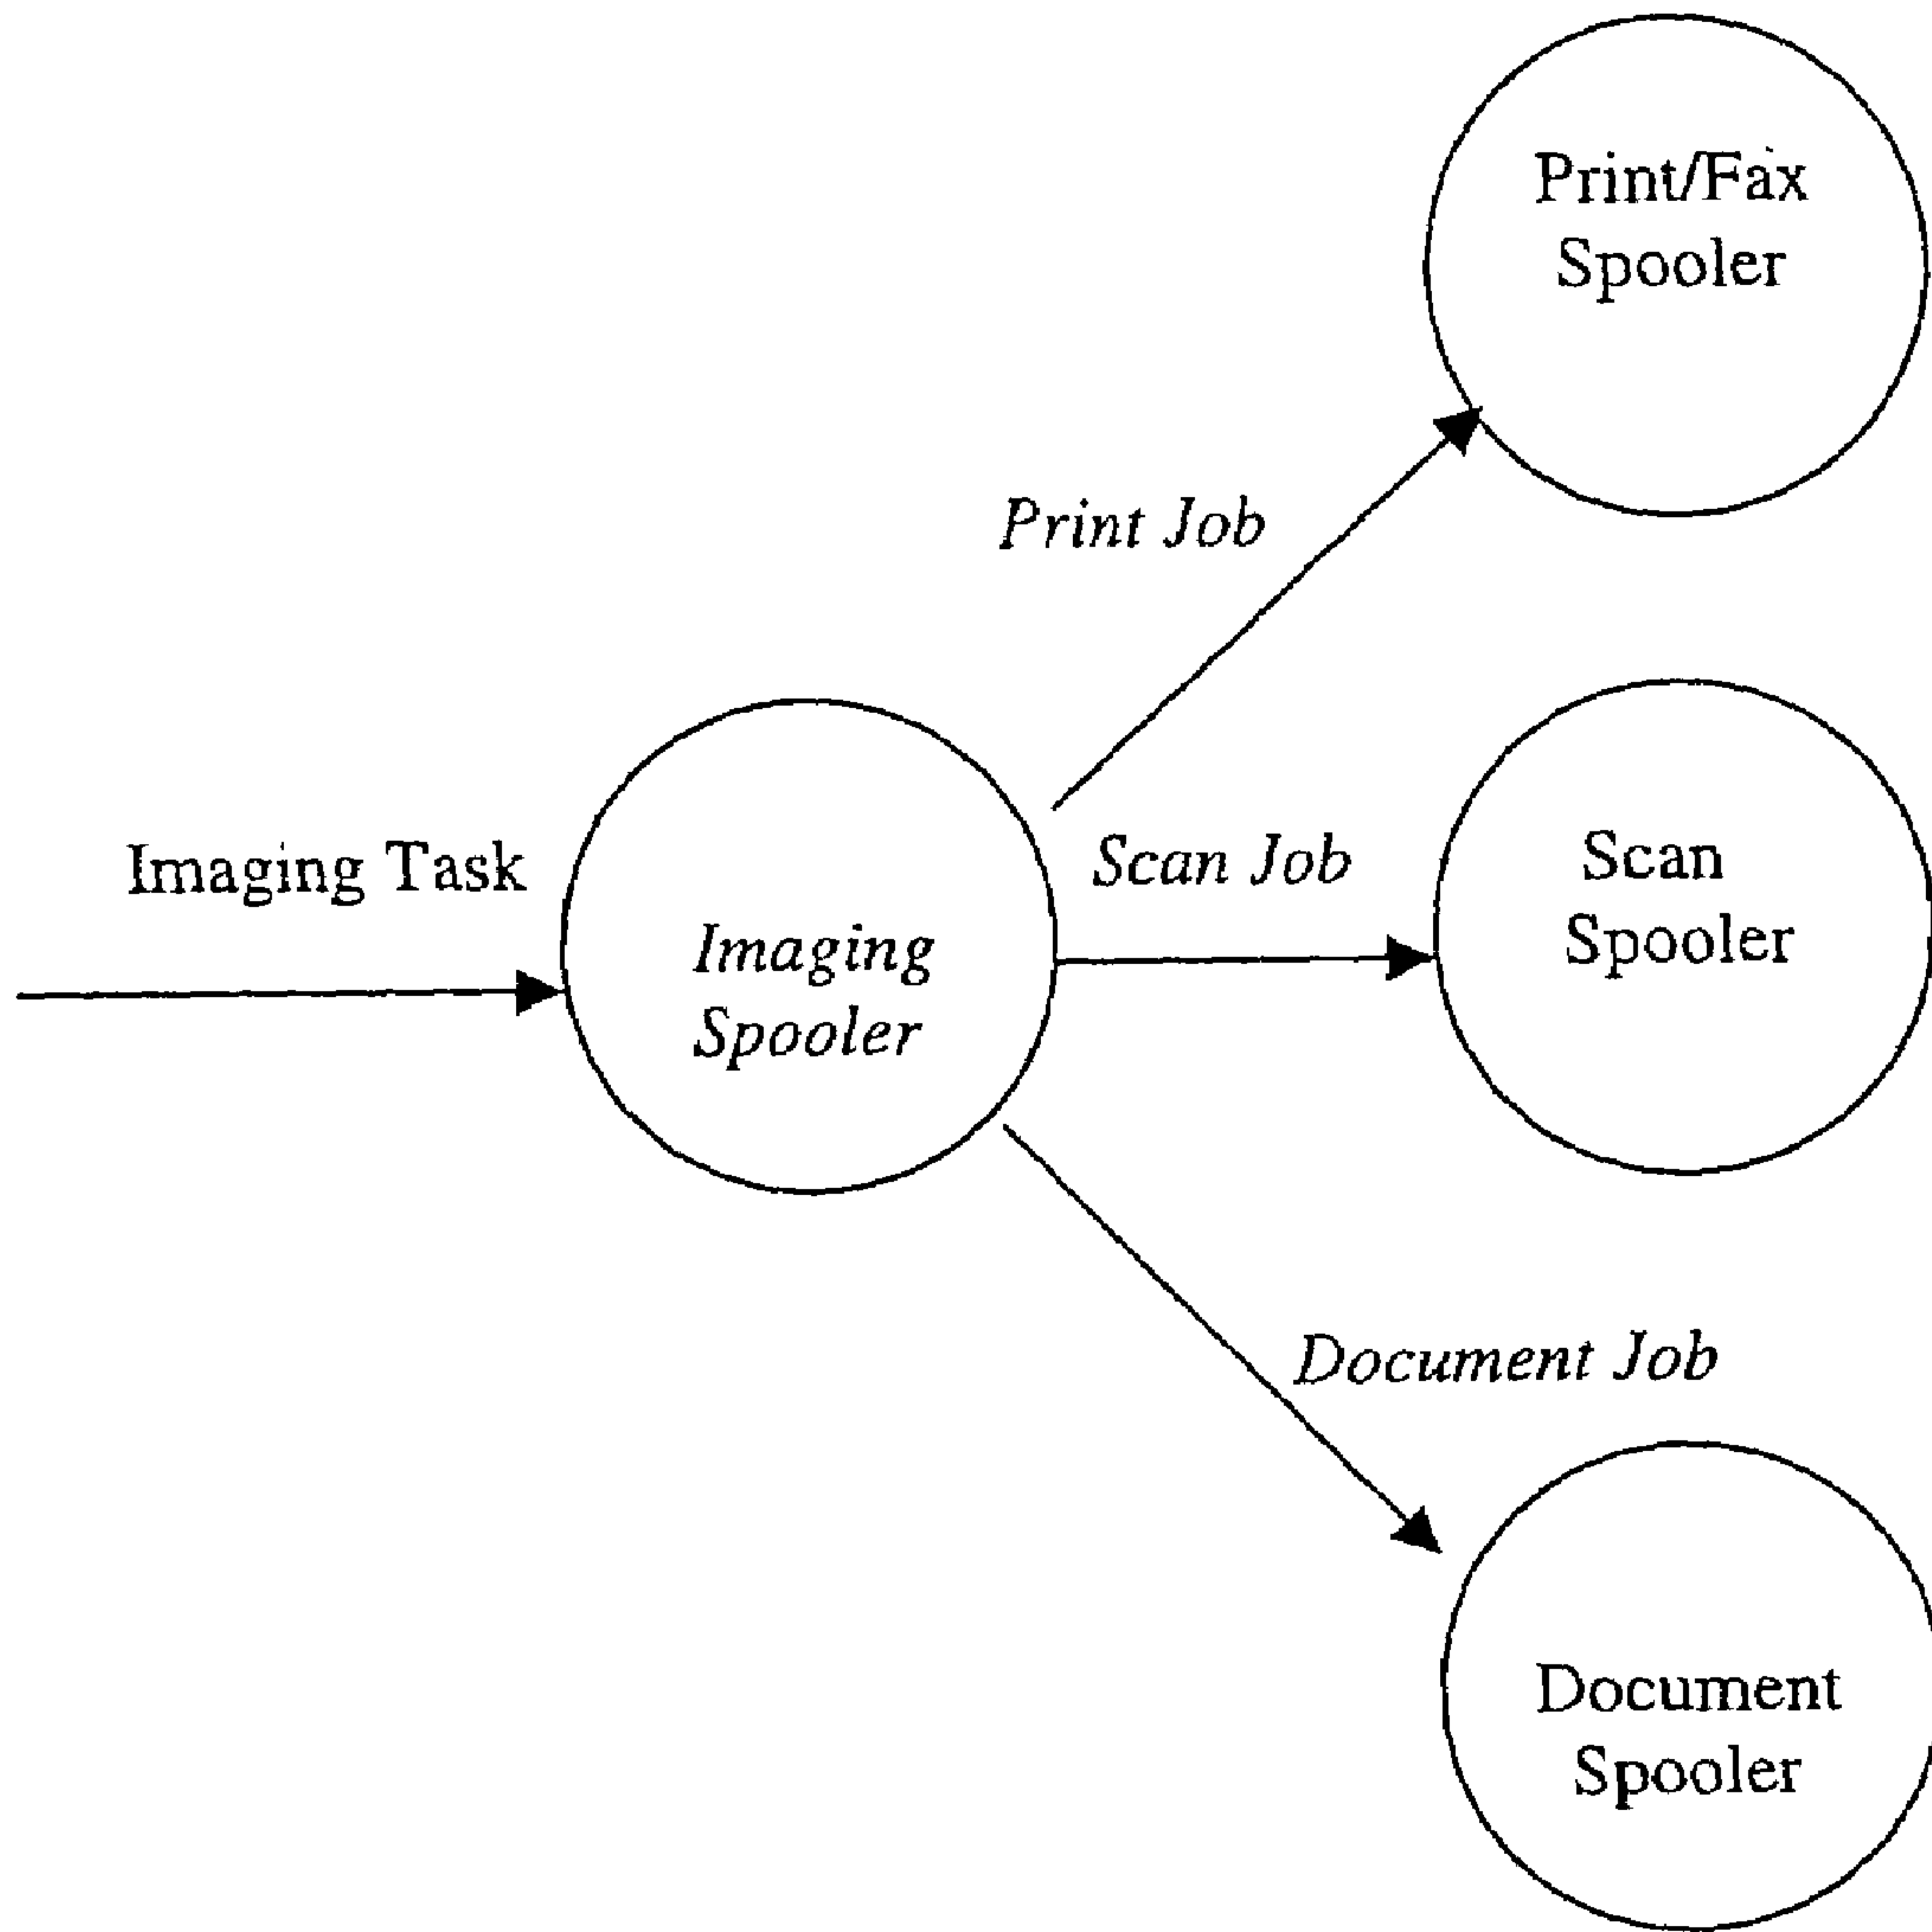 Print/Fax
Spooler
Print Job
Imaging Task
Imaging
Spooler
Scan Job
Scan
Spooler
Document Job
Document
Spooler